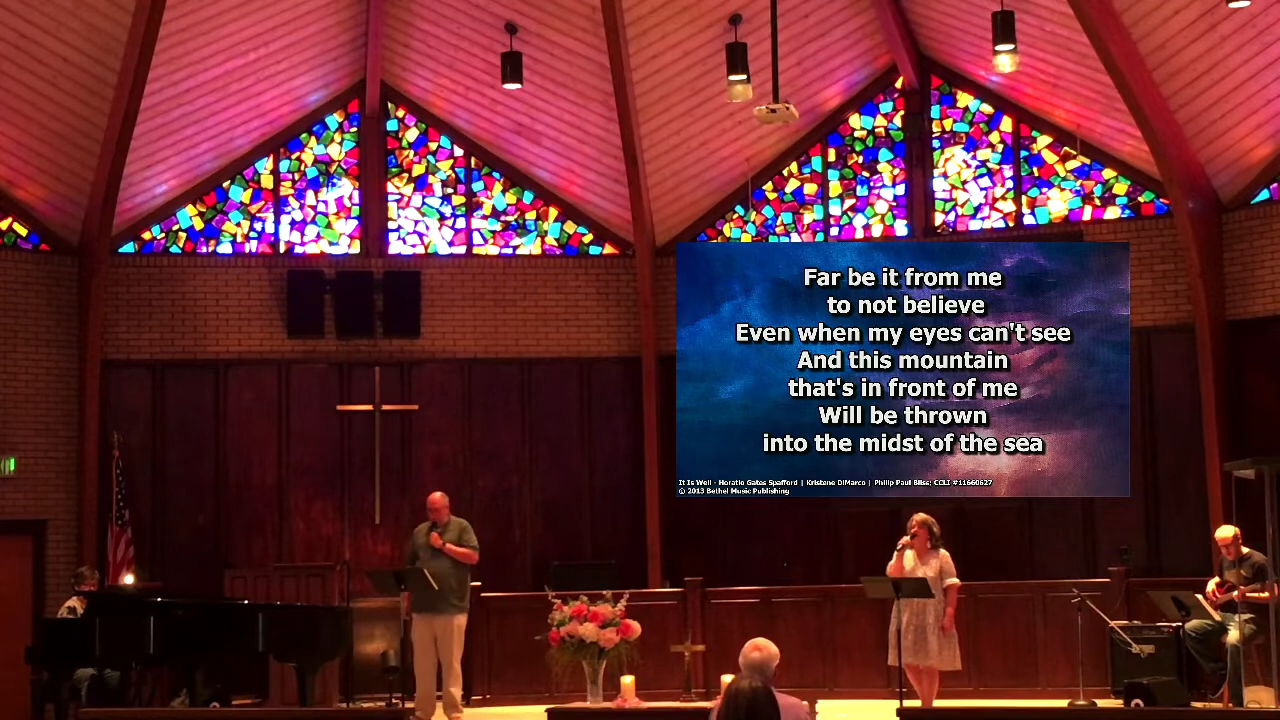 Far be it from me
to not believe
Even when my eyes can't see
And this mountain
that's in front of me
Will be thrown
into the midst of the sea
It Is Well - Horatio Gates Spafford | Kristene DiMarco | Philip Paul Bliss; CCLI #11660627
© 2013 Bethel Music Publishing